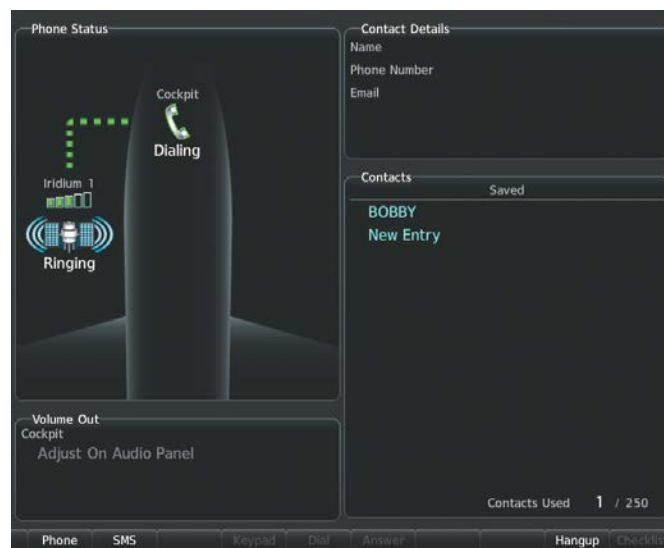 Phone Status
Cockpit
Dialing
Iridium 1
Ringing
Volume Out
Cockpit
Adjust On Audio Panel
Contact Details
Name
Phone Number
Email
Contacts
Saved
BOBBY
New Entry
Contacts Used 1 / 250
Phone SMS Keypad Dial Answer Hangup Checklis